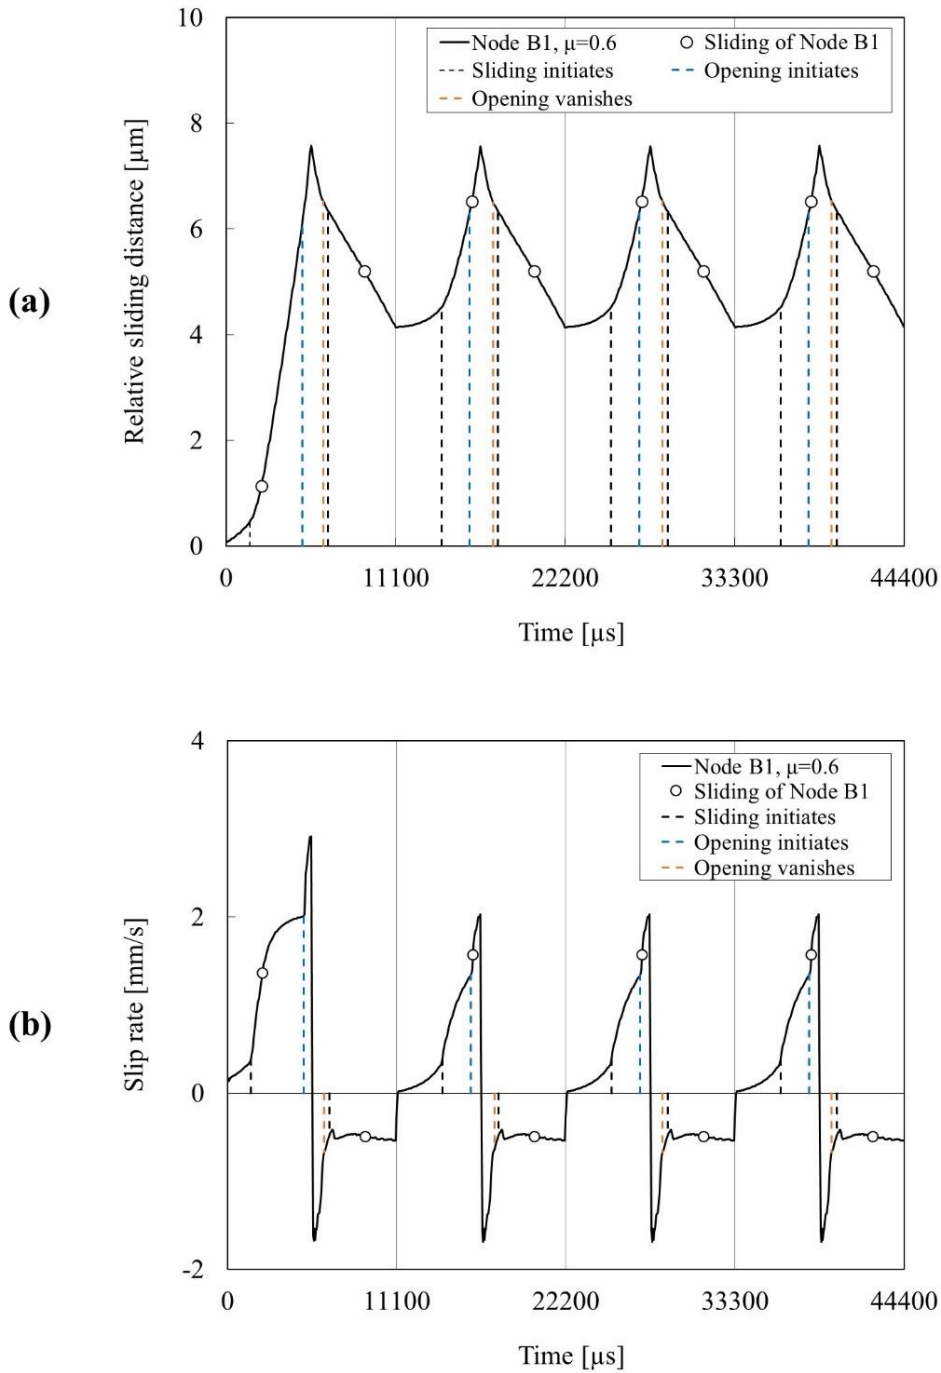 (a)
Relative sliding distance [µm]
10
8
6
4
2
0
Node B1, µ=0.6
Sliding of Node B1
Sliding initiates
Opening initiates
Opening vanishes
0 11100 22200 33300 44400
Time [µs]
(b)
Slip rate [mm/s]
4
2
0
-2
Node B1, µ=0.6
Sliding of Node B1
Sliding initiates
Opening initiates
Opening vanishes
0 11100 22200 33300 44400
Time [µs]